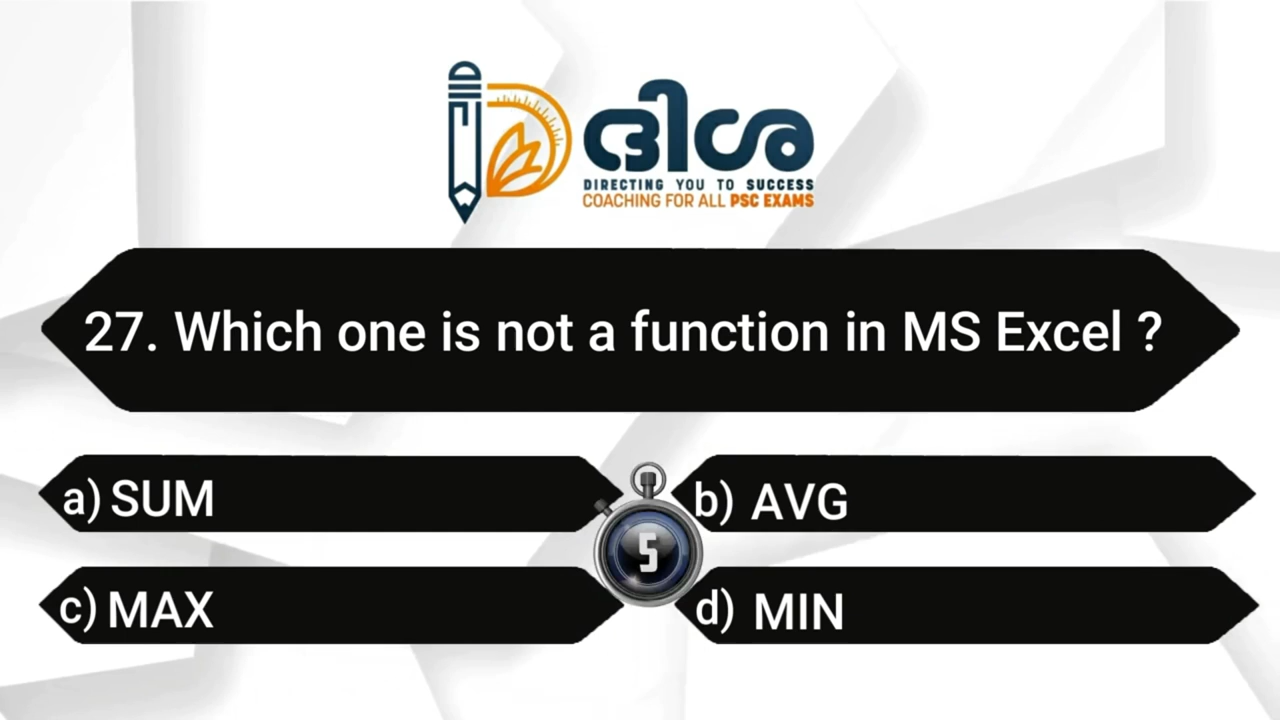 ദിശ
DIRECTING YOU TO SUCCESS
COACHING FOR ALL PSC EXAMS
27. Which one is not a function in MS Excel ?
a) SUM
b) AVG
5
c) MAX
d) MIN